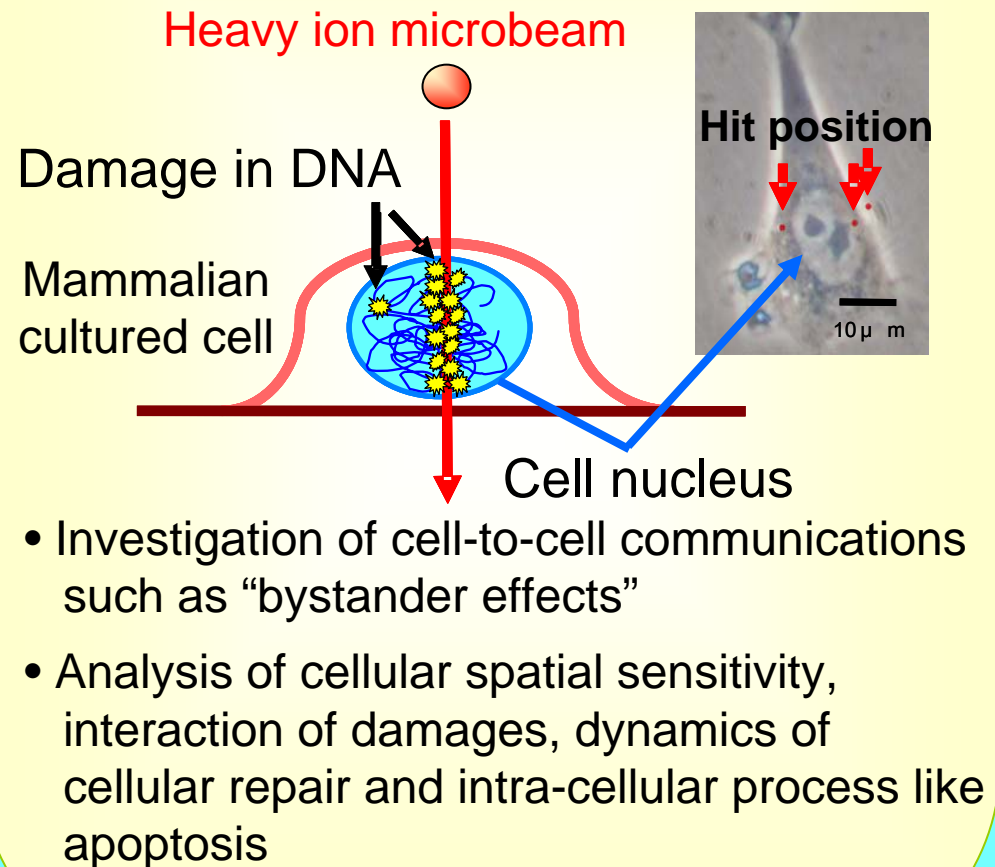 Heavy ion microbeam
Hit position
Damage in DNA
Mammalian
cultured cell
10 μ m
Cell nucleus
• Investigation of cell-to-cell communications
such as “bystander effects”
• Analysis of cellular spatial sensitivity,
interaction of damages, dynamics of
cellular repair and intra-cellular process like
apoptosis